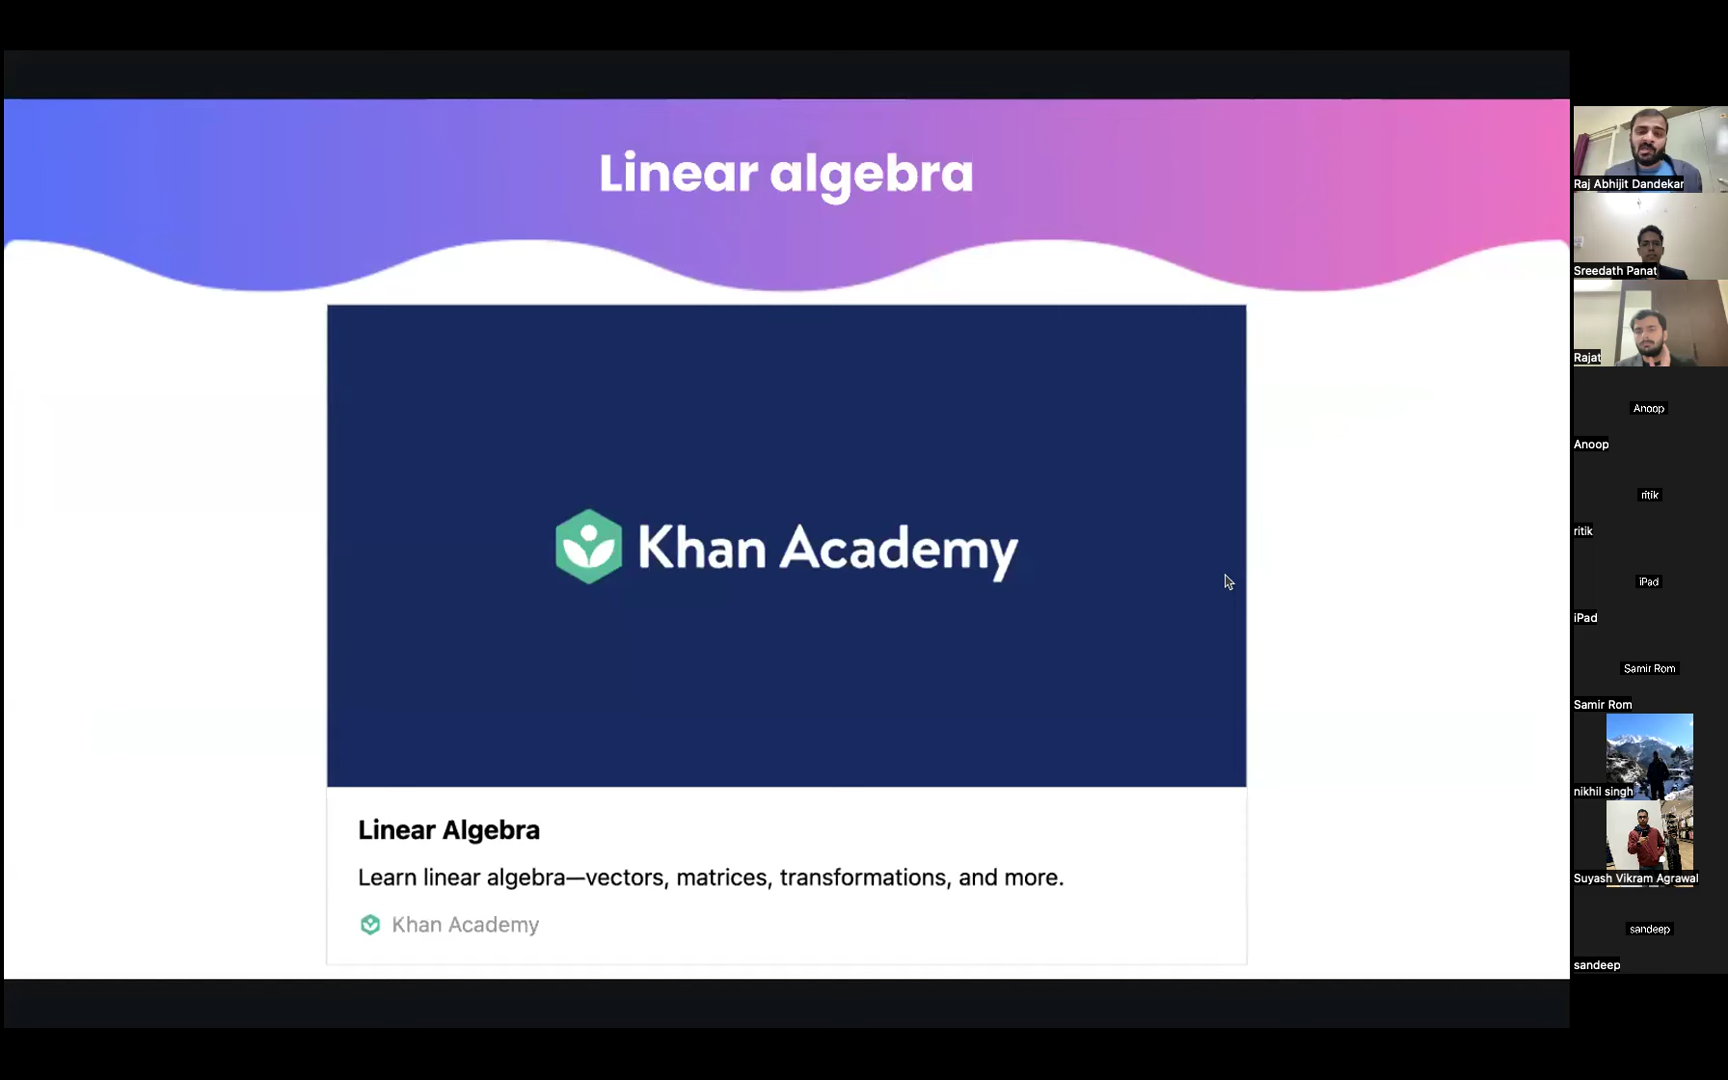 Linear algebra
Khan Academy
Linear Algebra
Learn linear algebra—vectors, matrices, transformations, and more.
Khan Academy
Raj Abhijit Dandekar
Sreedath Panat
Rajat
Anoop
Anoop
ritik
ritik
iPad
iPad
Samir Rom
Samir Rom
nikhil singh
Suyash Vikram Agrawal
sandeep
sandeep